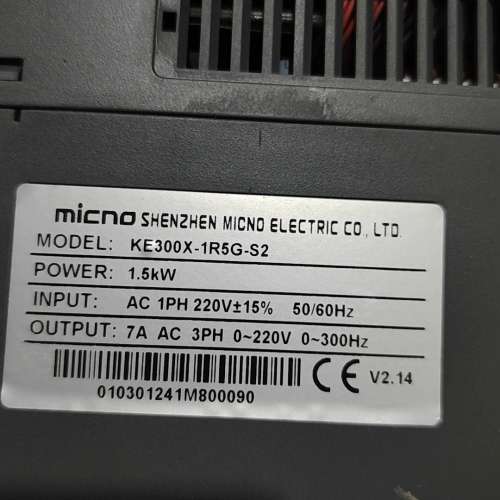 micno SHENZHEN MICNO ELECTRIC CO., LTD.
MODEL: KE300X-1R5G-S2
POWER: 1.5kW
INPUT: AC 1PH 220V±15% 50/60Hz
OUTPUT: 7A AC 3PH 0~220V 0~300Hz
CE V2.14
010301241M800090